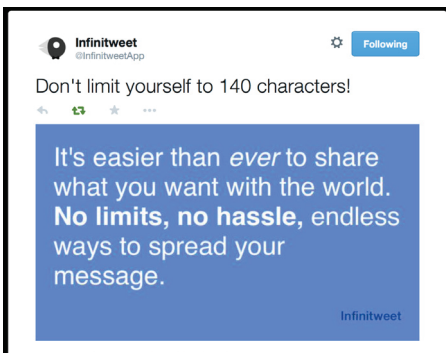 Infinitweet
@InfinitweetApp
Following
Don't limit yourself to 140 characters!
It's easier than ever to share
what you want with the world.
No limits, no hassle, endless
ways to spread your
message.
Infinitweet